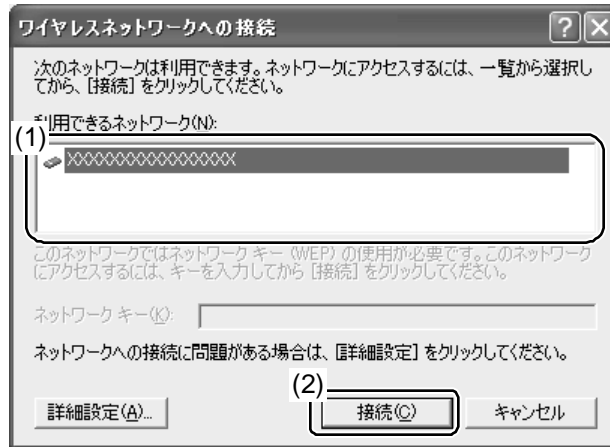 ワイヤレスネットワークへの接続
次のネットワークは利用できます。ネットワークにアクセスするには、一覧から選択し
てから、[接続] をクリックしてください。
利用できるネットワーク(N):
(1)
XXXXXXXXXXXXXXXXX
このネットワークではネットワーク キー (WEP) の使用が必要です。このネットワーク
にアクセスするには、キーを入力してから [接続] をクリックしてください。
ネットワーク キー(K):
ネットワークへの接続に問題がある場合は、[詳細設定] をクリックしてください。
(2)
詳細設定(A)... 接続(C) キャンセル